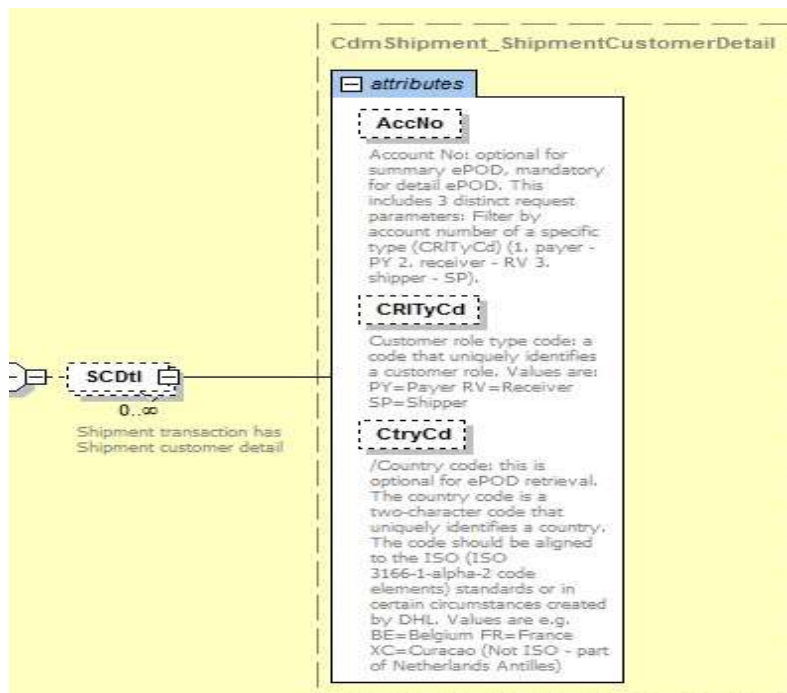 CdmShipment_ShipmentCustomerDetail
attributes
AccNo
Account No: optional for
summary ePOD, mandatory
for detail ePOD. This
includes 3 distinct request
parameters: Filter by
account number of a specific
type (CRlTyCd) (1. payer -
PY 2. receiver - RV 3.
shipper - SP).
CRlTyCd
Customer role type code: a
code that uniquely identifies
a customer role. Values are:
PY=Payer RV=Receiver
SP=Shipper
SCDtl
0..∞
Shipment transaction has
Shipment customer detail
CtryCd
/Country code: this is
optional for ePOD retrieval.
The country code is a
two-character code that
uniquely identifies a country.
The code should be aligned
to the ISO (ISO
3166-1-alpha-2 code
elements) standards or in
certain circumstances created
by DHL. Values are e.g.
BE=Belgium FR=France
XC=Curacao (Not ISO - part
of Netherlands Antilles)